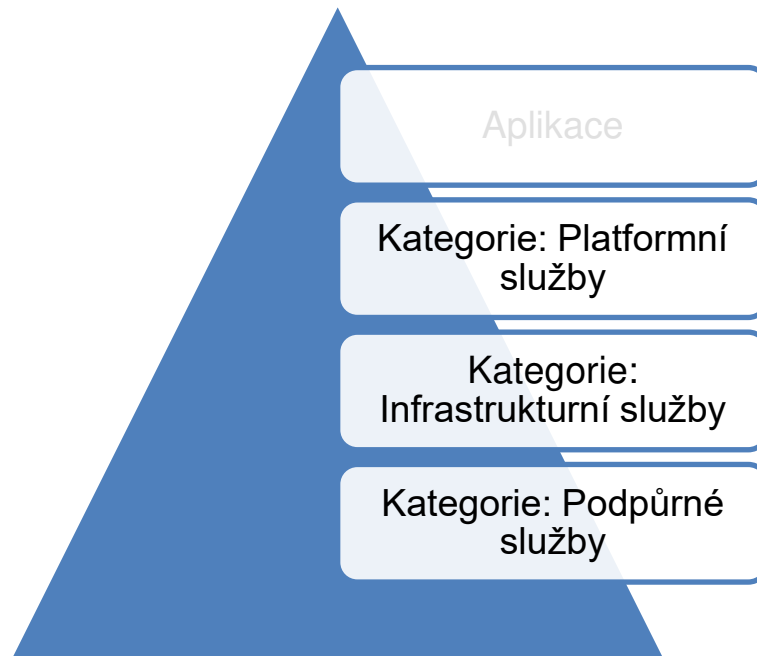 Aplikace
Kategorie: Platformní
služby
Kategorie:
Infrastrukturní služby
Kategorie: Podpůrné
služby